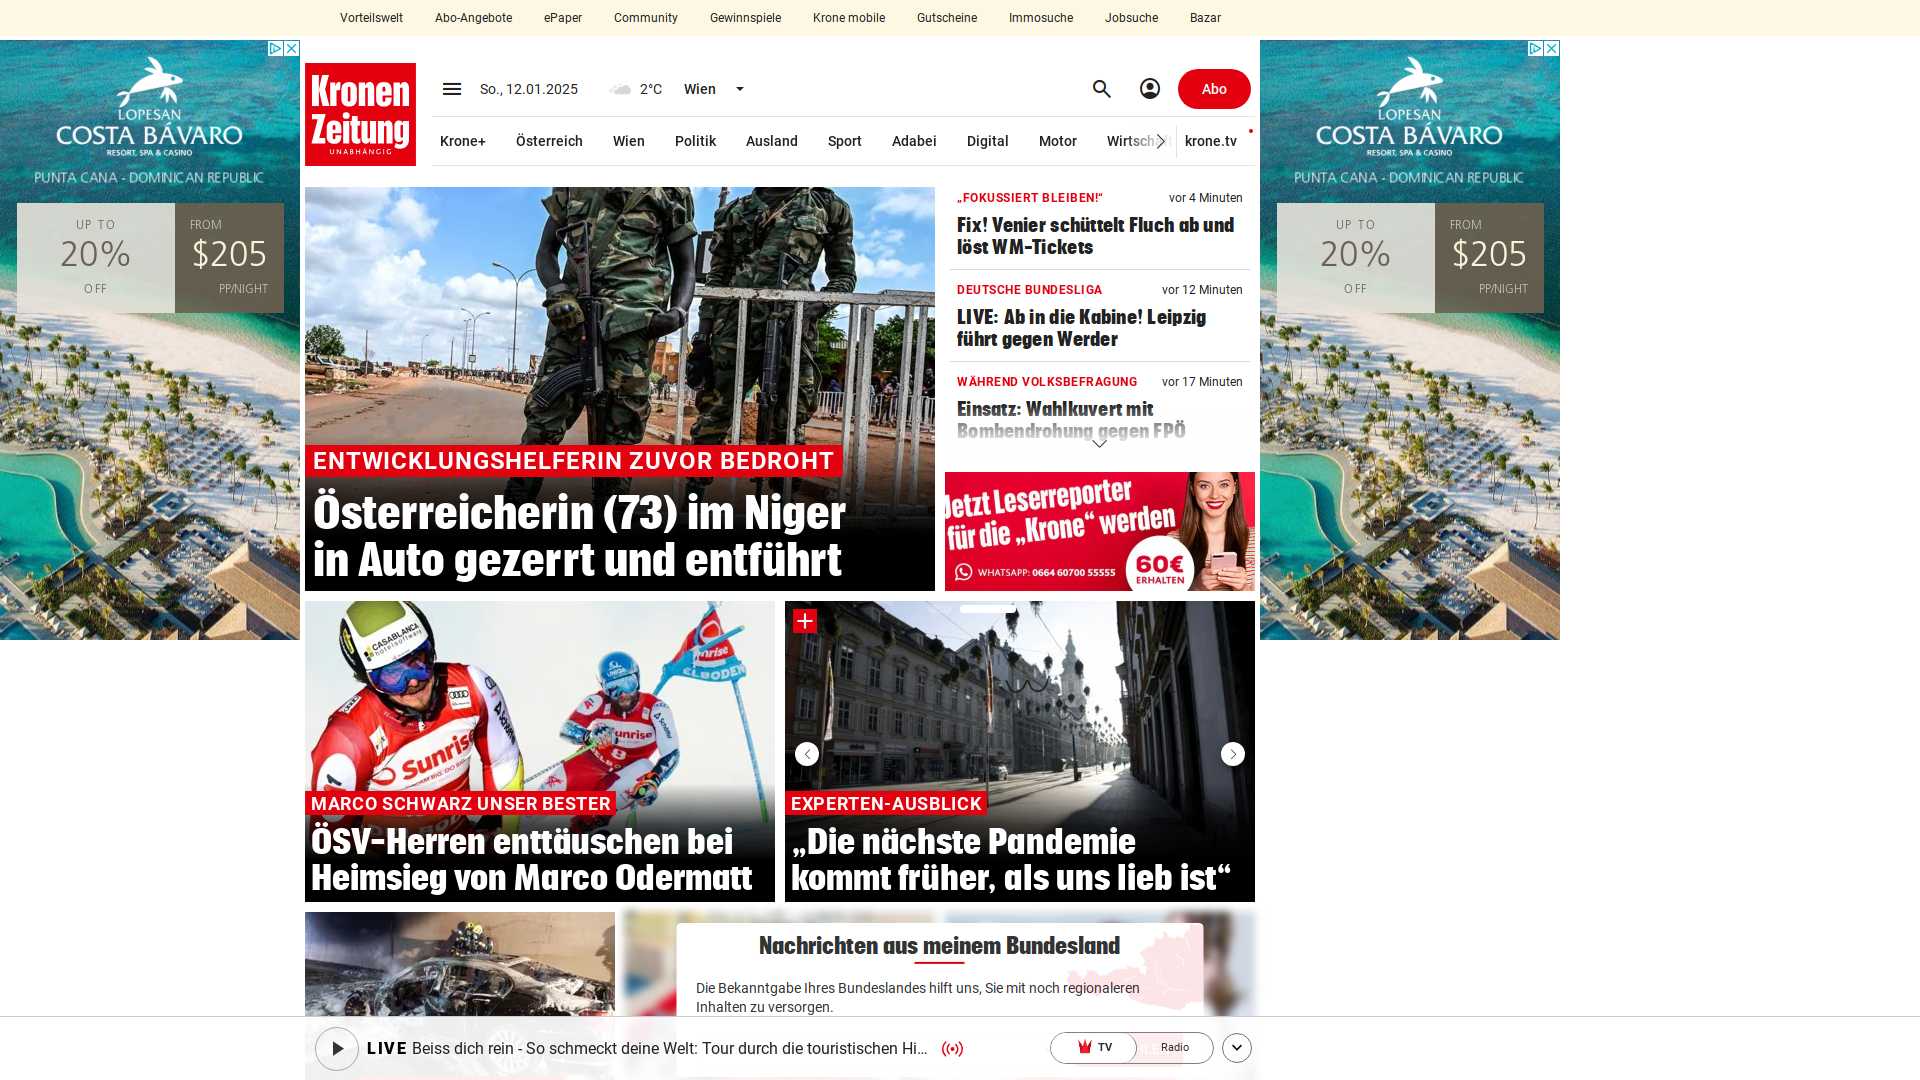 Vorteilswelt Abo-Angebote ePaper Community Gewinnspiele Krone mobile Gutscheine Immosuche Jobsuche Bazar
LOPESAN
COSTA BÁVARO
RESORT, SPA & CASINO
PUNTA CANA - DOMINICAN REPUBLIC
UP TO
20%
OFF
FROM
$205
PP/NIGHT
Kronen
Zeitung
UNABHÄNGIG
So., 12.01.2025 2°C Wien
Abo
Krone+ Österreich Wien Politik Ausland Sport Adabei Digital Motor Wirtschaft krone.tv
ENTWICKLUNGSHELFERIN ZUVOR BEDROHT
Österreicherin (73) im Niger
in Auto gezerrt und entführt
„FOKUSSIERT BLEIBEN!“ vor 4 Minuten
Fix! Venier schüttelt Fluch ab und
löst WM-Tickets
DEUTSCHE BUNDESLIGA vor 12 Minuten
LIVE: Ab in die Kabine! Leipzig
führt gegen Werder
WÄHREND VOLKSBEFRAGUNG vor 17 Minuten
Einsatz: Wahlkuvert mit
Bombendrohung gegen FPÖ
Jetzt Leserreporter
für die „Krone“ werden
WHATSAPP: 0664 60700 55555
60€
ERHALTEN
LOPESAN
COSTA BÁVARO
RESORT, SPA & CASINO
PUNTA CANA - DOMINICAN REPUBLIC
UP TO
20%
OFF
FROM
$205
PP/NIGHT
CASABLANCA
hotelsoftware
Sunrise
sunrise
ELBODEN
sunrise
8
MARCO SCHWARZ UNSER BESTER
ÖSV-Herren enttäuschen bei
Heimsieg von Marco Odermatt
EXPERTEN-AUSBLICK
„Die nächste Pandemie
kommt früher, als uns lieb ist“
Nachrichten aus meinem Bundesland
Die Bekanntgabe Ihres Bundeslandes hilft uns, Sie mit noch regionaleren
Inhalten zu versorgen.
LIVE Beiss dich rein - So schmeckt deine Welt: Tour durch die touristischen Hi...
TV Radio